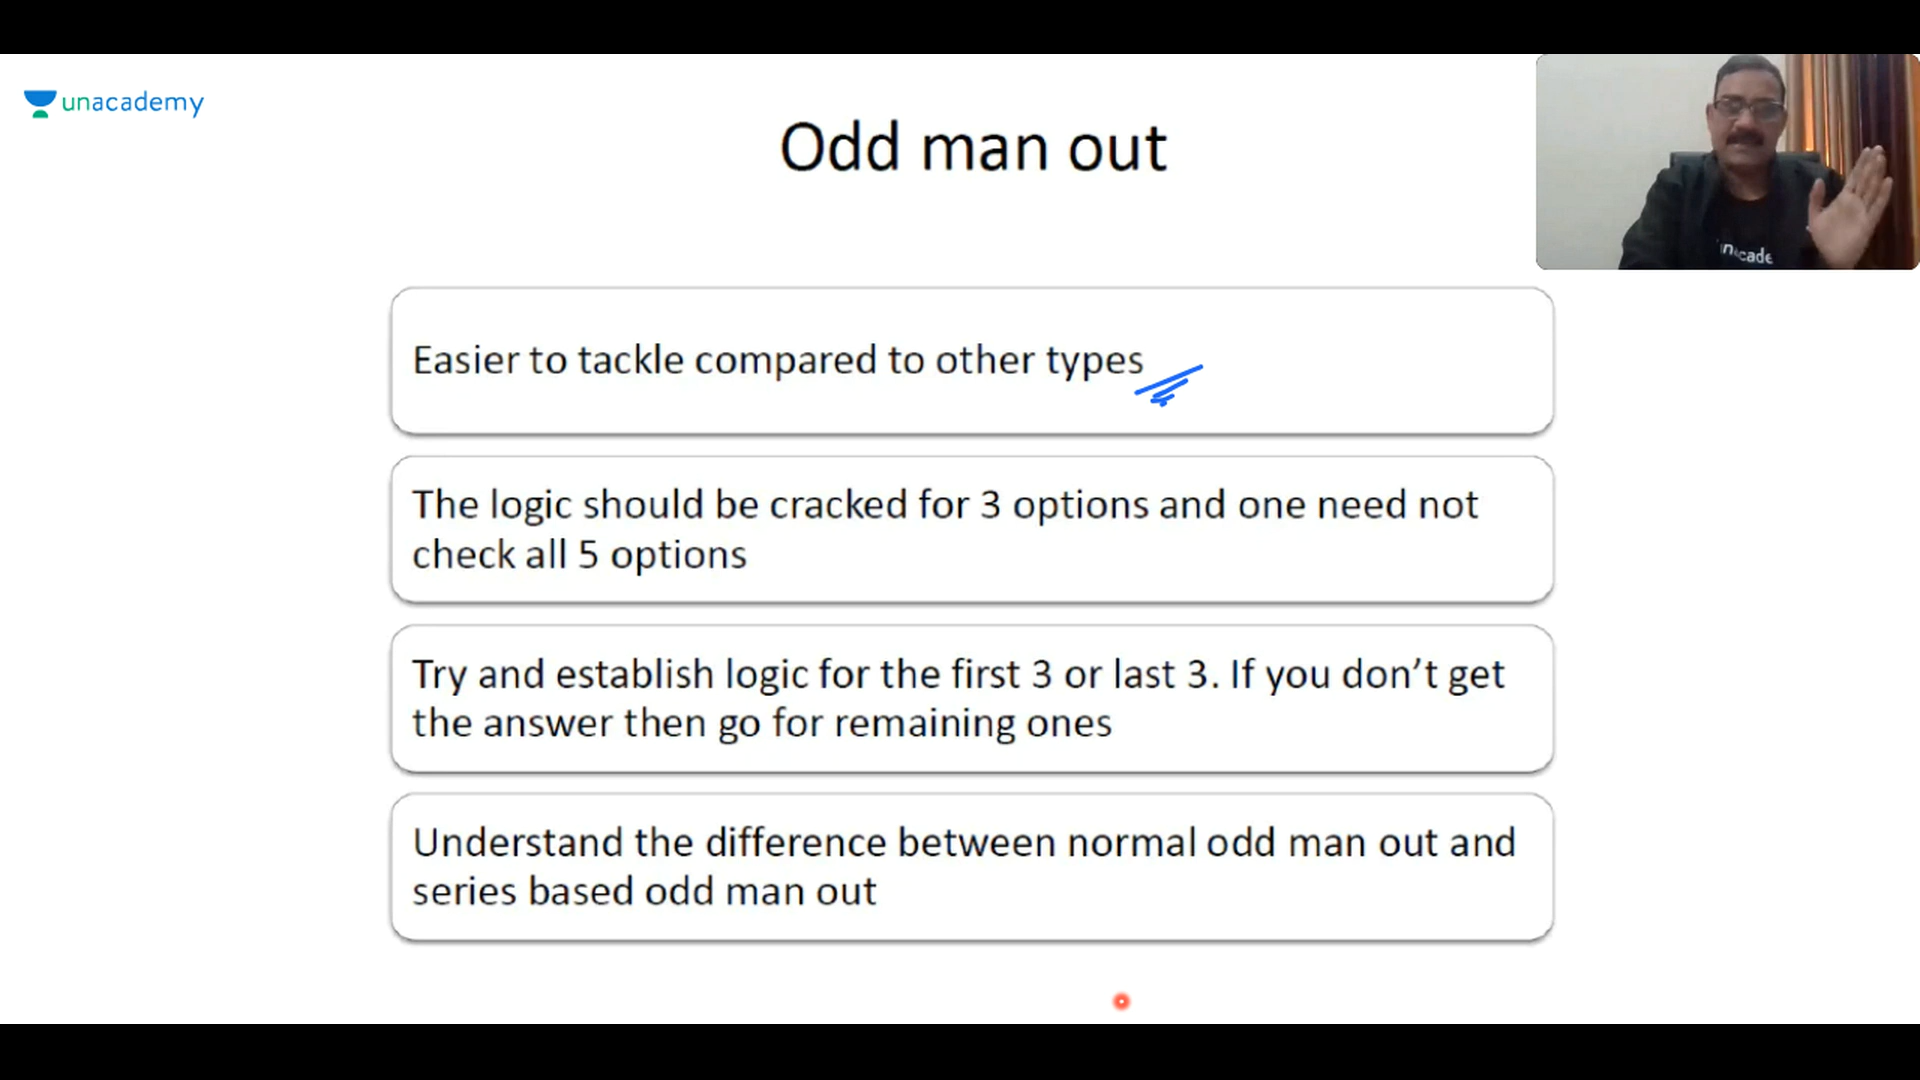 unacademy
Odd man out
Easier to tackle compared to other types
The logic should be cracked for 3 options and one need not
check all 5 options
Try and establish logic for the first 3 or last 3. If you don’t get
the answer then go for remaining ones
Understand the difference between normal odd man out and
series based odd man out